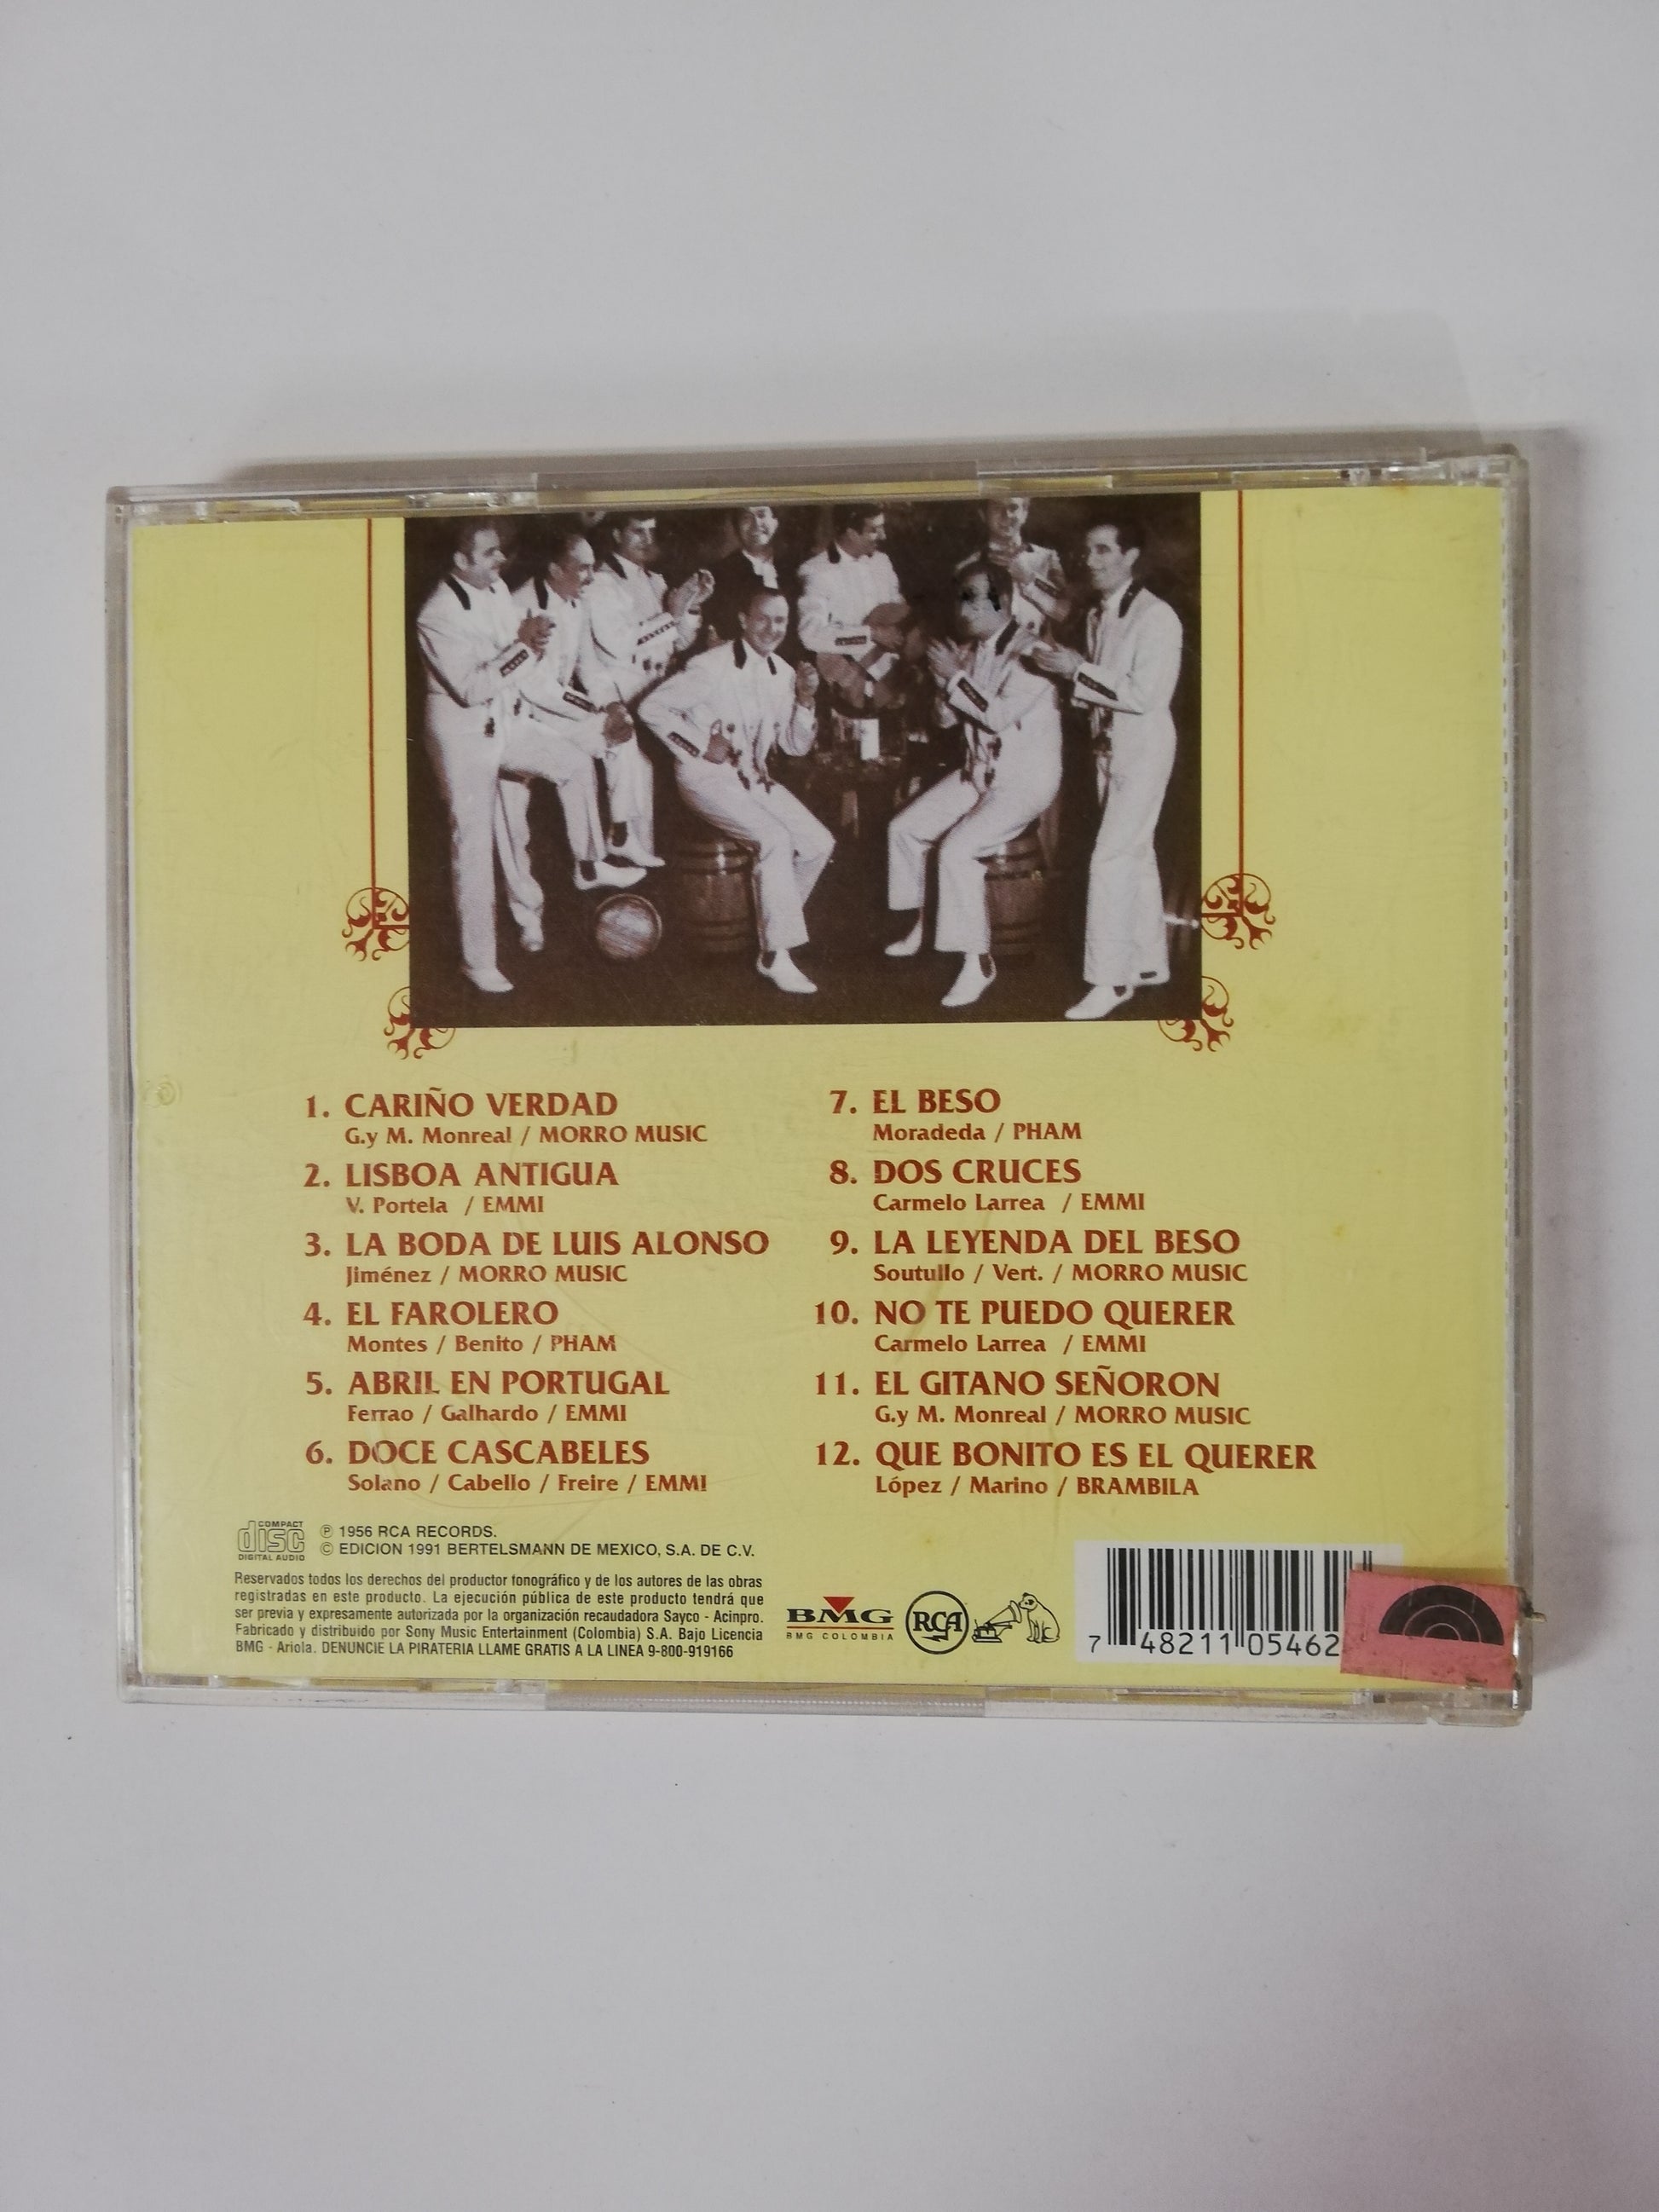 1. CARIÑO VERDAD
G.y M. Monreal / MORRO MUSIC
2. LISBOA ANTIGUA
V. Portela / EMMI
3. LA BODA DE LUIS ALONSO
Jiménez / MORRO MUSIC
4. EL FAROLERO
Montes / Benito / PHAM
5. ABRIL EN PORTUGAL
Ferrao / Galhardo / EMMI
6. DOCE CASCABELES
Solano / Cabello / Freire / EMMI
7. EL BESO
Moradeda / PHAM
8. DOS CRUCES
Carmelo Larrea / EMMI
9. LA LEYENDA DEL BESO
Soutullo / Vert. / MORRO MUSIC
10. NO TE PUEDO QUERER
Carmelo Larrea / EMMI
11. EL GITANO SEÑORON
G.y M. Monreal / MORRO MUSIC
12. QUE BONITO ES EL QUERER
López / Marino / BRAMBILA
COMPACT
disc
DIGITAL AUDIO
℗ 1956 RCA RECORDS.
© EDICION 1991 BERTELSMANN DE MEXICO, S.A. DE C.V.
Reservados todos los derechos del productor fonográfico y de los autores de las obras
registradas en este producto. La ejecución pública de este producto tendrá que
ser previa y expresamente autorizada por la organización recaudadora Sayco - Acinpro.
Fabricado y distribuido por Sony Music Entertainment (Colombia) S.A. Bajo Licencia
BMG - Ariola. DENUNCIE LA PIRATERIA LLAME GRATIS A LA LINEA 9-800-919166
BMG
BMG COLOMBIA
RCA
7 48211 05462